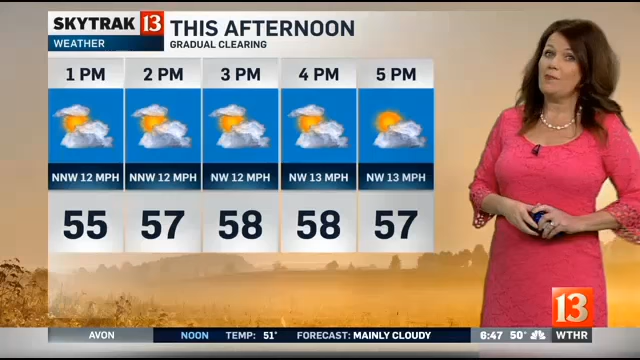 SKYTRAK 13
WEATHER
THIS AFTERNOON
GRADUAL CLEARING
1 PM 2 PM 3 PM 4 PM 5 PM
NNW 12 MPH NNW 12 MPH NW 12 MPH NW 13 MPH NW 13 MPH
55 57 58 58 57
13
AVON NOON TEMP: 51° FORECAST: MAINLY CLOUDY 6:47 50° WTHR